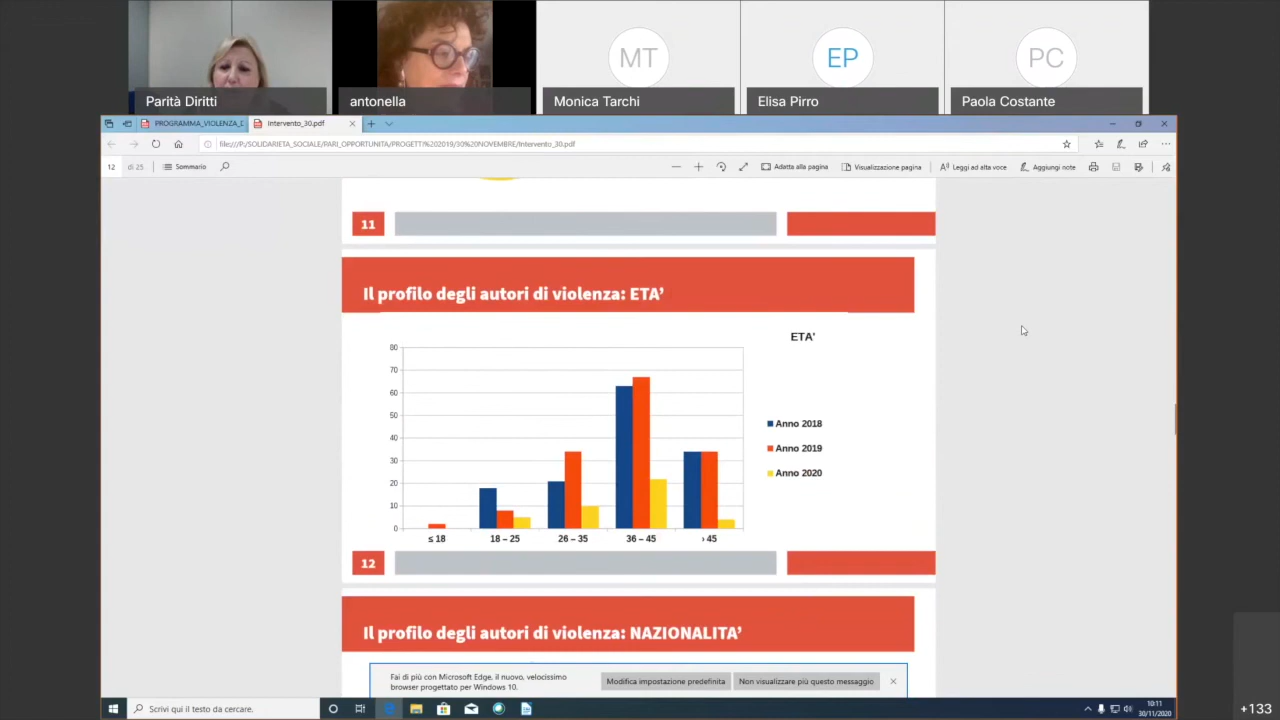 MT
EP
PC
Parità Diritti
antonella
Monica Tarchi
Elisa Pirro
Paola Costante
PROGRAMMA_VIOLENZA_D
Intervento_30.pdf
file:///P:/SOLIDARIETA_SOCIALE/PARI_OPPORTUNITA/PROGETTI%202019/30%20NOVEMBRE/Intervento_30.pdf
12 di 25 Sommario Adatta alla pagina Visualizzazione pagina Leggi ad alta voce Aggiungi note
11
Il profilo degli autori di violenza: ETA'
ETA'
80
70
60
50
40
30
20
10
0
≤ 18 18 – 25 26 – 35 36 – 45 › 45
Anno 2018
Anno 2019
Anno 2020
12
Il profilo degli autori di violenza: NAZIONALITA'
Fai di più con Microsoft Edge, il nuovo, velocissimo
browser progettato per Windows 10.
Modifica impostazione predefinita
Non visualizzare più questo messaggio
Scrivi qui il testo da cercare.
10:11
30/11/2020
+133